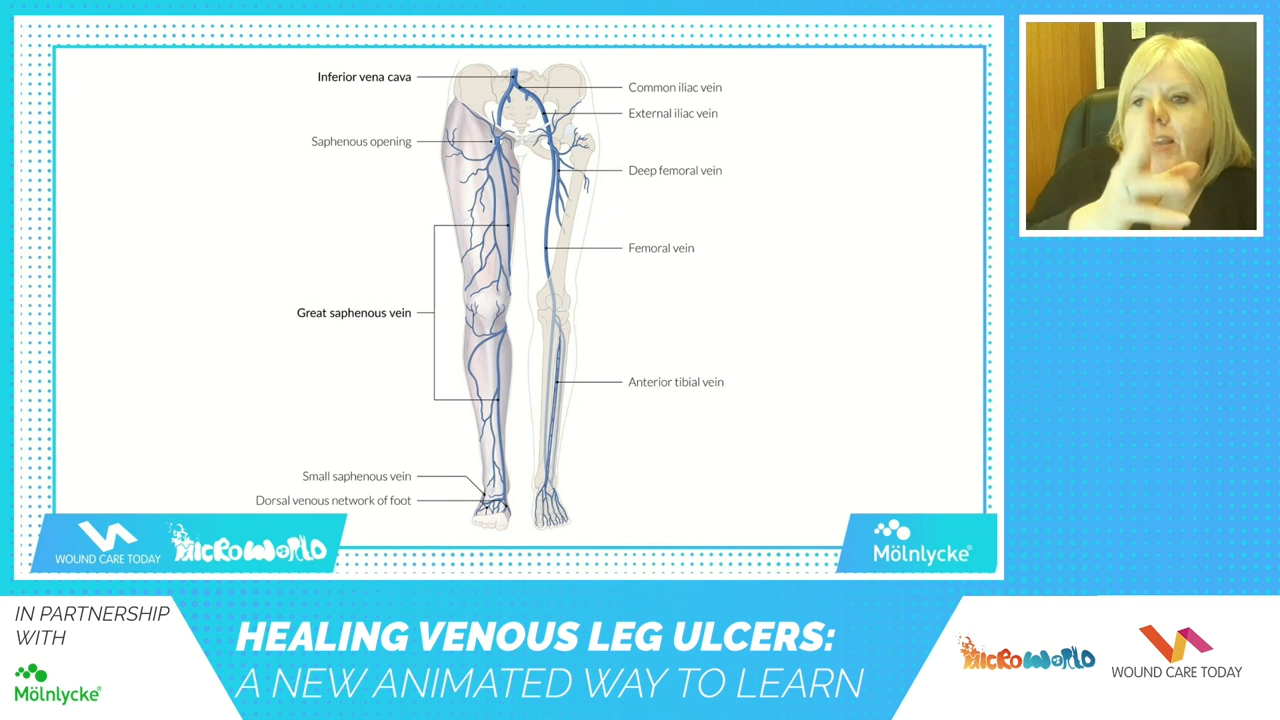 Inferior vena cava
Common iliac vein
External iliac vein
Saphenous opening
Deep femoral vein
Femoral vein
Great saphenous vein
Anterior tibial vein
Small saphenous vein
Dorsal venous network of foot
WOUND CARE TODAY
MICROWORLD
Mölnlycke®
IN PARTNERSHIP
WITH
Mölnlycke®
HEALING VENOUS LEG ULCERS:
A NEW ANIMATED WAY TO LEARN
MICROWORLD
WOUND CARE TODAY